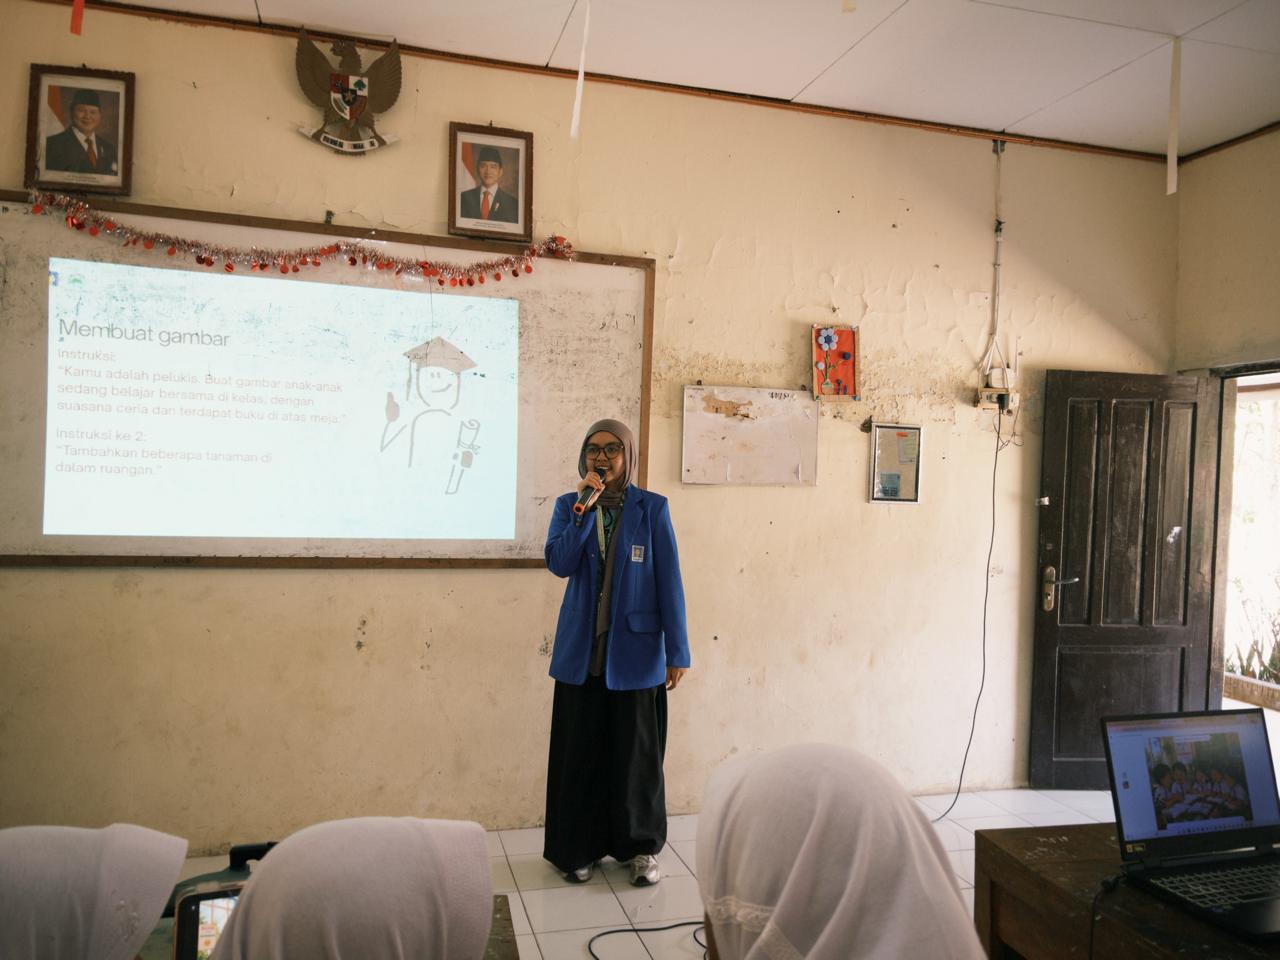 Membuat gambar
Instruksi:
"Kamu adalah pelukis. Buat gambar anak-anak
sedang belajar bersama di kelas, dengan
suasana ceria dan terdapat buku di atas meja."
Instruksi ke 2:
"Tambahkan beberapa tanaman di
dalam ruangan."